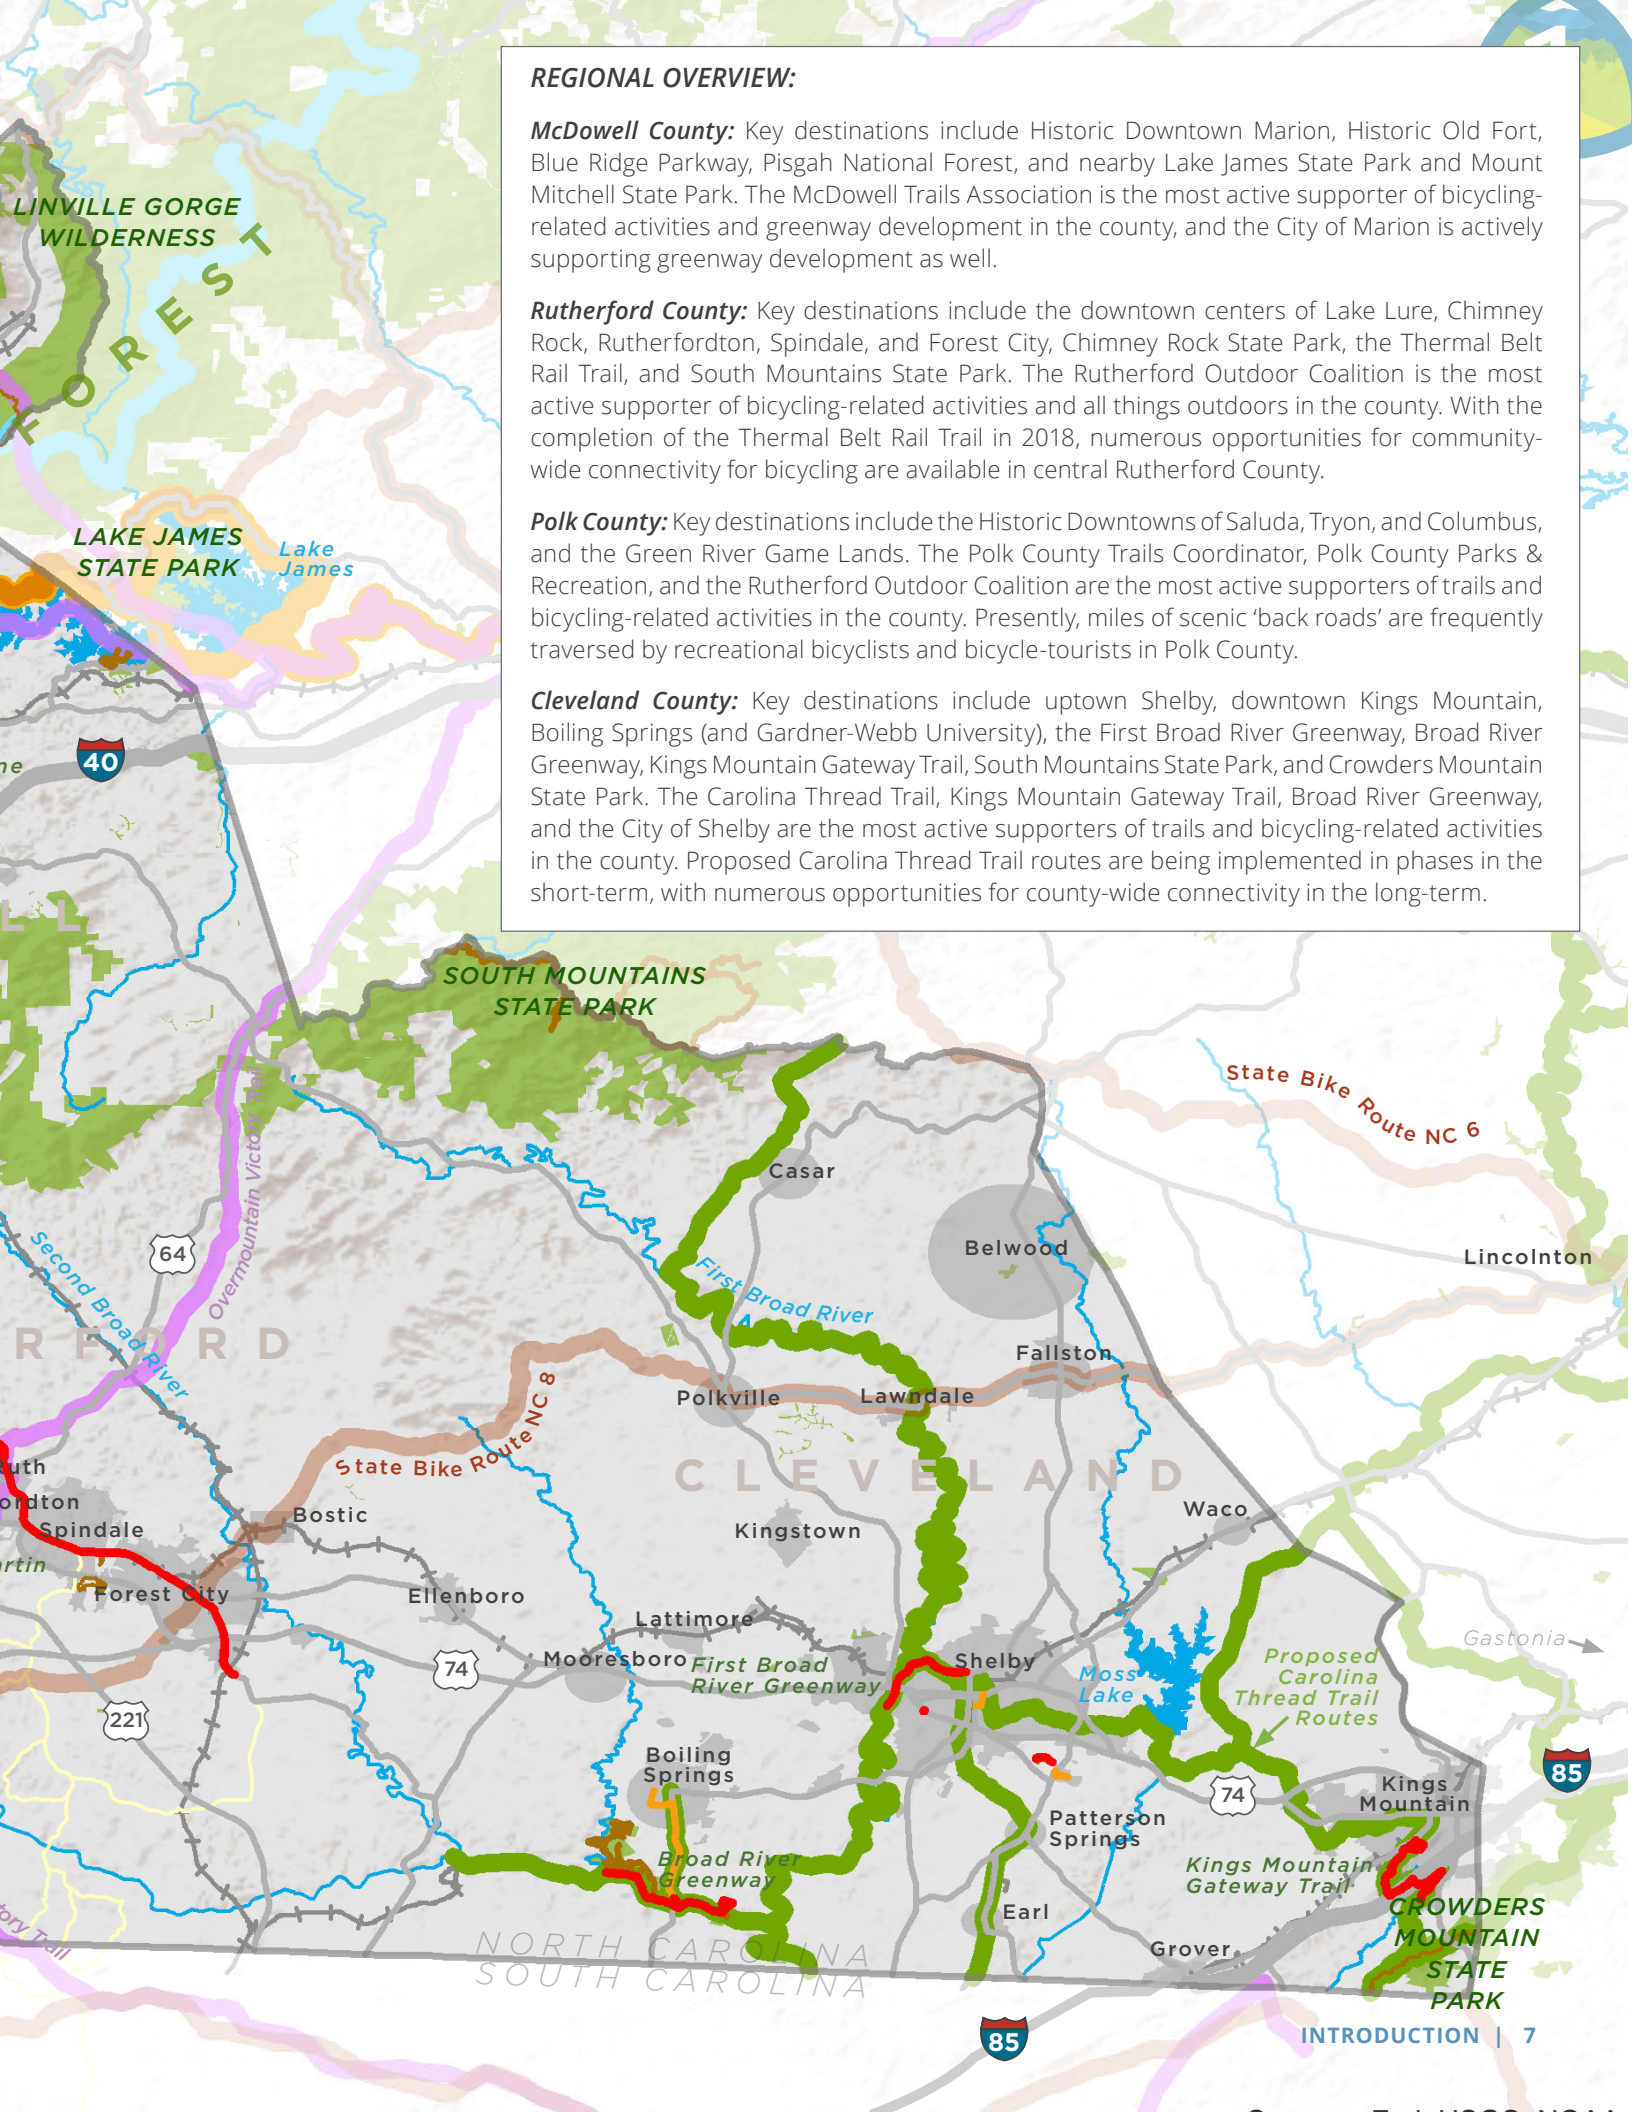 REGIONAL OVERVIEW:
McDowell County: Key destinations include Historic Downtown Marion, Historic Old Fort,
Blue Ridge Parkway, Pisgah National Forest, and nearby Lake James State Park and Mount
Mitchell State Park. The McDowell Trails Association is the most active supporter of bicycling-
related activities and greenway development in the county, and the City of Marion is actively
supporting greenway development as well.
Rutherford County: Key destinations include the downtown centers of Lake Lure, Chimney
Rock, Rutherfordton, Spindale, and Forest City, Chimney Rock State Park, the Thermal Belt
Rail Trail, and South Mountains State Park. The Rutherford Outdoor Coalition is the most
active supporter of bicycling-related activities and all things outdoors in the county. With the
completion of the Thermal Belt Rail Trail in 2018, numerous opportunities for community-
wide connectivity for bicycling are available in central Rutherford County.
Polk County: Key destinations include the Historic Downtowns of Saluda, Tryon, and Columbus,
and the Green River Game Lands. The Polk County Trails Coordinator, Polk County Parks &
Recreation, and the Rutherford Outdoor Coalition are the most active supporters of trails and
bicycling-related activities in the county. Presently, miles of scenic ‘back roads’ are frequently
traversed by recreational bicyclists and bicycle-tourists in Polk County.
Cleveland County: Key destinations include uptown Shelby, downtown Kings Mountain,
Boiling Springs (and Gardner-Webb University), the First Broad River Greenway, Broad River
Greenway, Kings Mountain Gateway Trail, South Mountains State Park, and Crowders Mountain
State Park. The Carolina Thread Trail, Kings Mountain Gateway Trail, Broad River Greenway,
and the City of Shelby are the most active supporters of trails and bicycling-related activities
in the county. Proposed Carolina Thread Trail routes are being implemented in phases in the
short-term, with numerous opportunities for county-wide connectivity in the long-term.
1
LINVILLE GORGE
WILDERNESS
FOREST
LAKE JAMES
STATE PARK
Lake
James
ne
40
LL
SOUTH MOUNTAINS
STATE PARK
State Bike Route NC 6
Casar
Overmountain Victory Trail
64
Second Broad River
First Broad River
Belwood
Lincolnton
RFORD
Fallston
State Bike Route NC 8
Polkville
Lawndale
CLEVELAND
uth
ordton
Spindale
Bostic
Kingstown
Waco
rtin
Forest City
Ellenboro
Lattimore
Mooresboro
First Broad
River Greenway
Shelby
Moss
Lake
Proposed
Carolina
Thread Trail
Routes
Gastonia
74
221
Boiling
Springs
74
85
Kings
Mountain
Patterson
Springs
Broad River
Greenway
Kings Mountain
Gateway Trail
Earl
Grover
CROWDERS
MOUNTAIN
STATE
PARK
tory Trail
NORTH CAROLINA
SOUTH CAROLINA
85
INTRODUCTION | 7